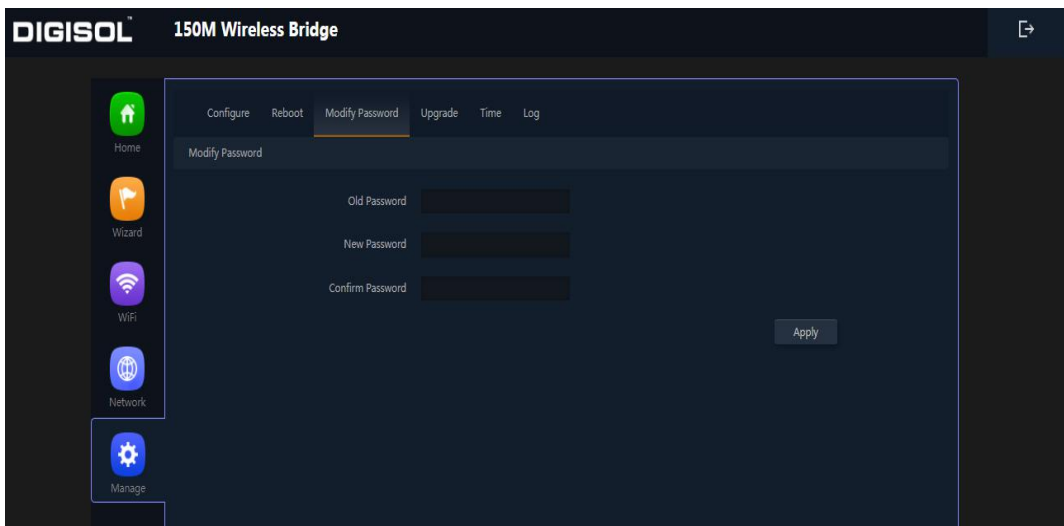 DIGISOL™ 150M Wireless Bridge
Configure Reboot Modify Password Upgrade Time Log
Modify Password
Home
Wizard
WiFi
Network
Manage
Old Password
New Password
Confirm Password
Apply